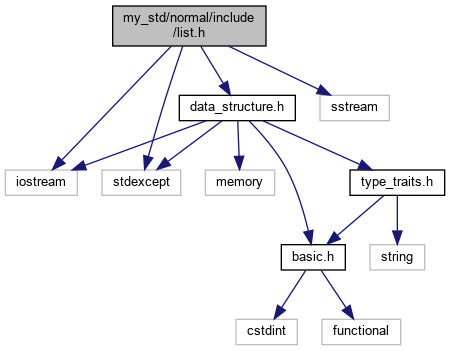 my_std/normal/include
/list.h
data_structure.h
sstream
iostream
stdexcept
memory
type_traits.h
basic.h
string
cstdint
functional